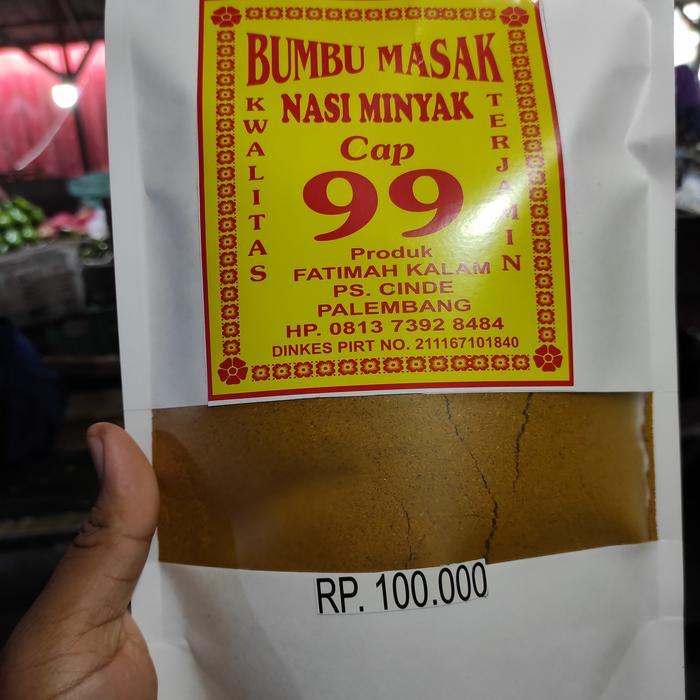 BUMBU MASAK
NASI MINYAK
KWALITAS
TERJAMIN
Cap
99
Produk
FATIMAH KALAM
PS. CINDE
PALEMBANG
HP. 0813 7392 8484
DINKES PIRT NO. 211167101840
RP. 100.000